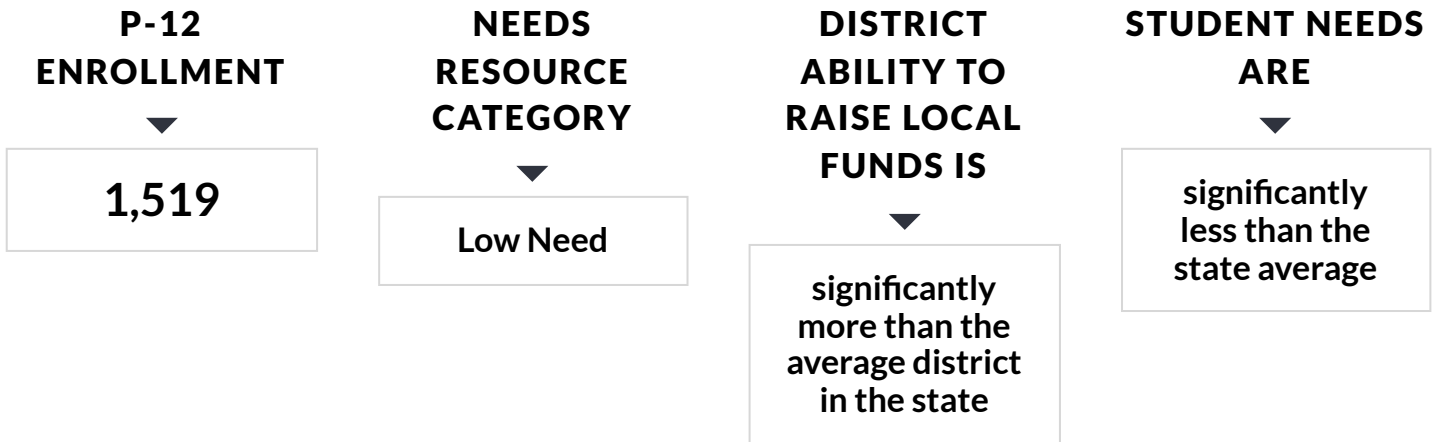 P-12
ENROLLMENT
1,519
NEEDS
RESOURCE
CATEGORY
Low Need
DISTRICT
ABILITY TO
RAISE LOCAL
FUNDS IS
significantly
more than the
average district
in the state
STUDENT NEEDS
ARE
significantly
less than the
state average